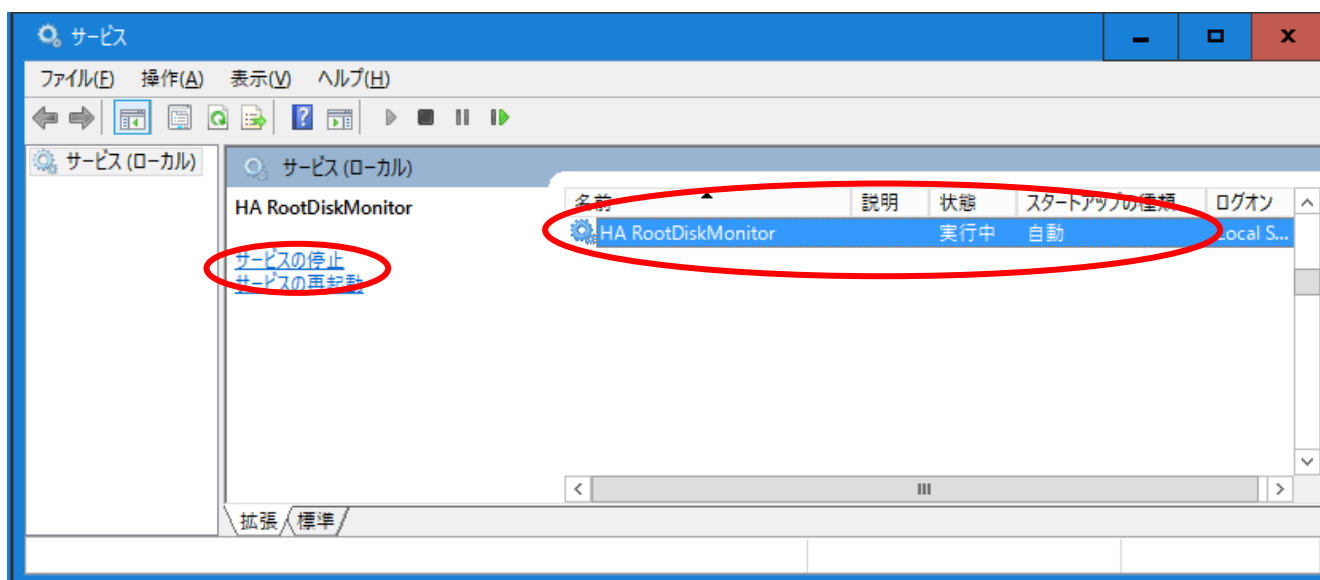 サービス
ファイル(F) 操作(A) 表示(V) ヘルプ(H)
サービス (ローカル)
サービス (ローカル)
HA RootDiskMonitor
サービスの停止
サービスの再起動
名前 説明 状態 スタートアップの種類 ログオン
HA RootDiskMonitor 実行中 自動 Local S...
拡張 標準